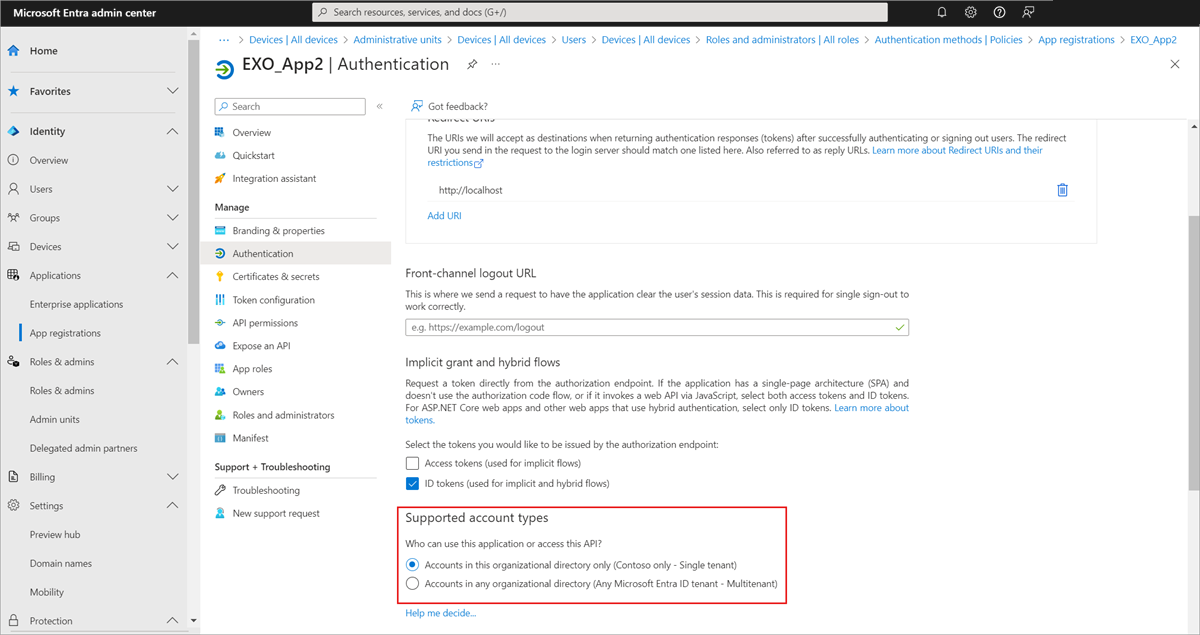 Microsoft Entra admin center
Search resources, services, and docs (G+/)
Home
Favorites
Identity
Overview
Users
Groups
Devices
Applications
Enterprise applications
App registrations
Roles & admins
Roles & admins
Admin units
Delegated admin partners
Billing
Settings
Preview hub
Domain names
Mobility
Protection
··· > Devices | All devices > Administrative units > Devices | All devices > Users > Devices | All devices > Roles and administrators | All roles > Authentication methods | Policies > App registrations > EXO_App2
EXO_App2 | Authentication ···
Search «
Overview
Quickstart
Integration assistant
Manage
Branding & properties
Authentication
Certificates & secrets
Token configuration
API permissions
Expose an API
App roles
Owners
Roles and administrators
Manifest
Support + Troubleshooting
Troubleshooting
New support request
Got feedback?
Redirect URIs
The URIs we will accept as destinations when returning authentication responses (tokens) after successfully authenticating or signing out users. The redirect
URI you send in the request to the login server should match one listed here. Also referred to as reply URLs. Learn more about Redirect URIs and their
restrictions
http://localhost
Add URI
Front-channel logout URL
This is where we send a request to have the application clear the user's session data. This is required for single sign-out to
work correctly.
e.g. https://example.com/logout
Implicit grant and hybrid flows
Request a token directly from the authorization endpoint. If the application has a single-page architecture (SPA) and
doesn't use the authorization code flow, or if it invokes a web API via JavaScript, select both access tokens and ID tokens.
For ASP.NET Core web apps and other web apps that use hybrid authentication, select only ID tokens. Learn more about
tokens.
Select the tokens you would like to be issued by the authorization endpoint:
Access tokens (used for implicit flows)
ID tokens (used for implicit and hybrid flows)
Supported account types
Who can use this application or access this API?
Accounts in this organizational directory only (Contoso only - Single tenant)
Accounts in any organizational directory (Any Microsoft Entra ID tenant - Multitenant)
Help me decide...